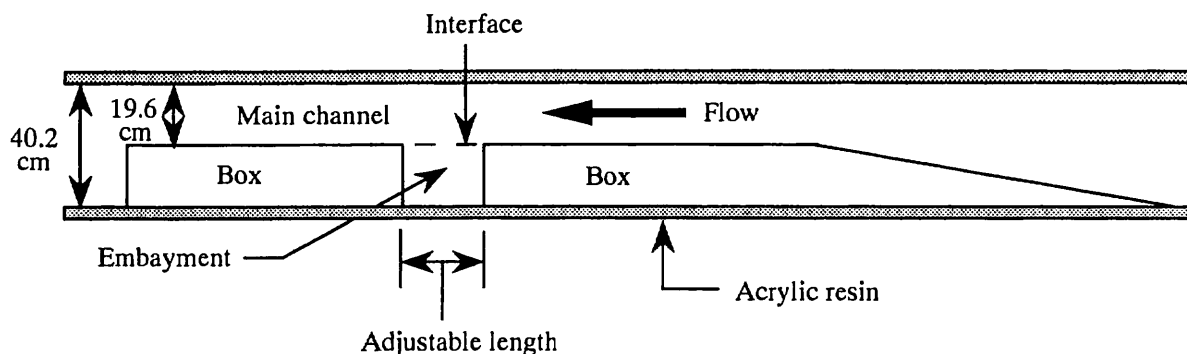 Interface
19.6
cm
Main channel
Flow
40.2
cm
Box
Box
Embayment
Acrylic resin
Adjustable length